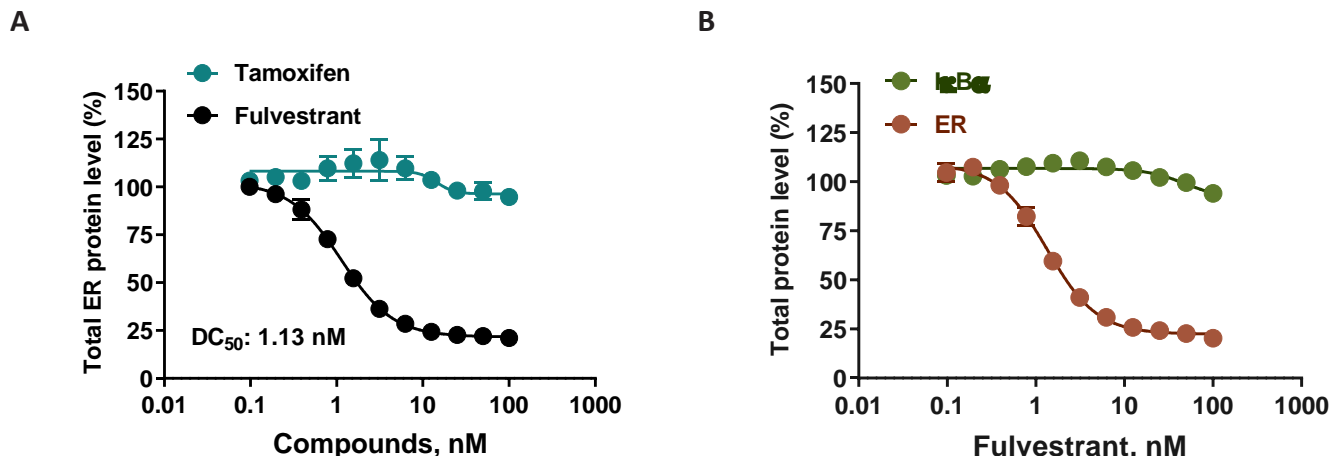 A
Tamoxifen
Fulvestrant
Total ER protein level (%)
150
125
100
75
50
25
0
DC₅₀: 1.13 nM
0.01
0.1
1
10
100
1000
Compounds, nM
B
ER
Total protein level (%)
150
125
100
75
50
25
0
0.01
0.1
1
10
100
1000
Fulvestrant, nM